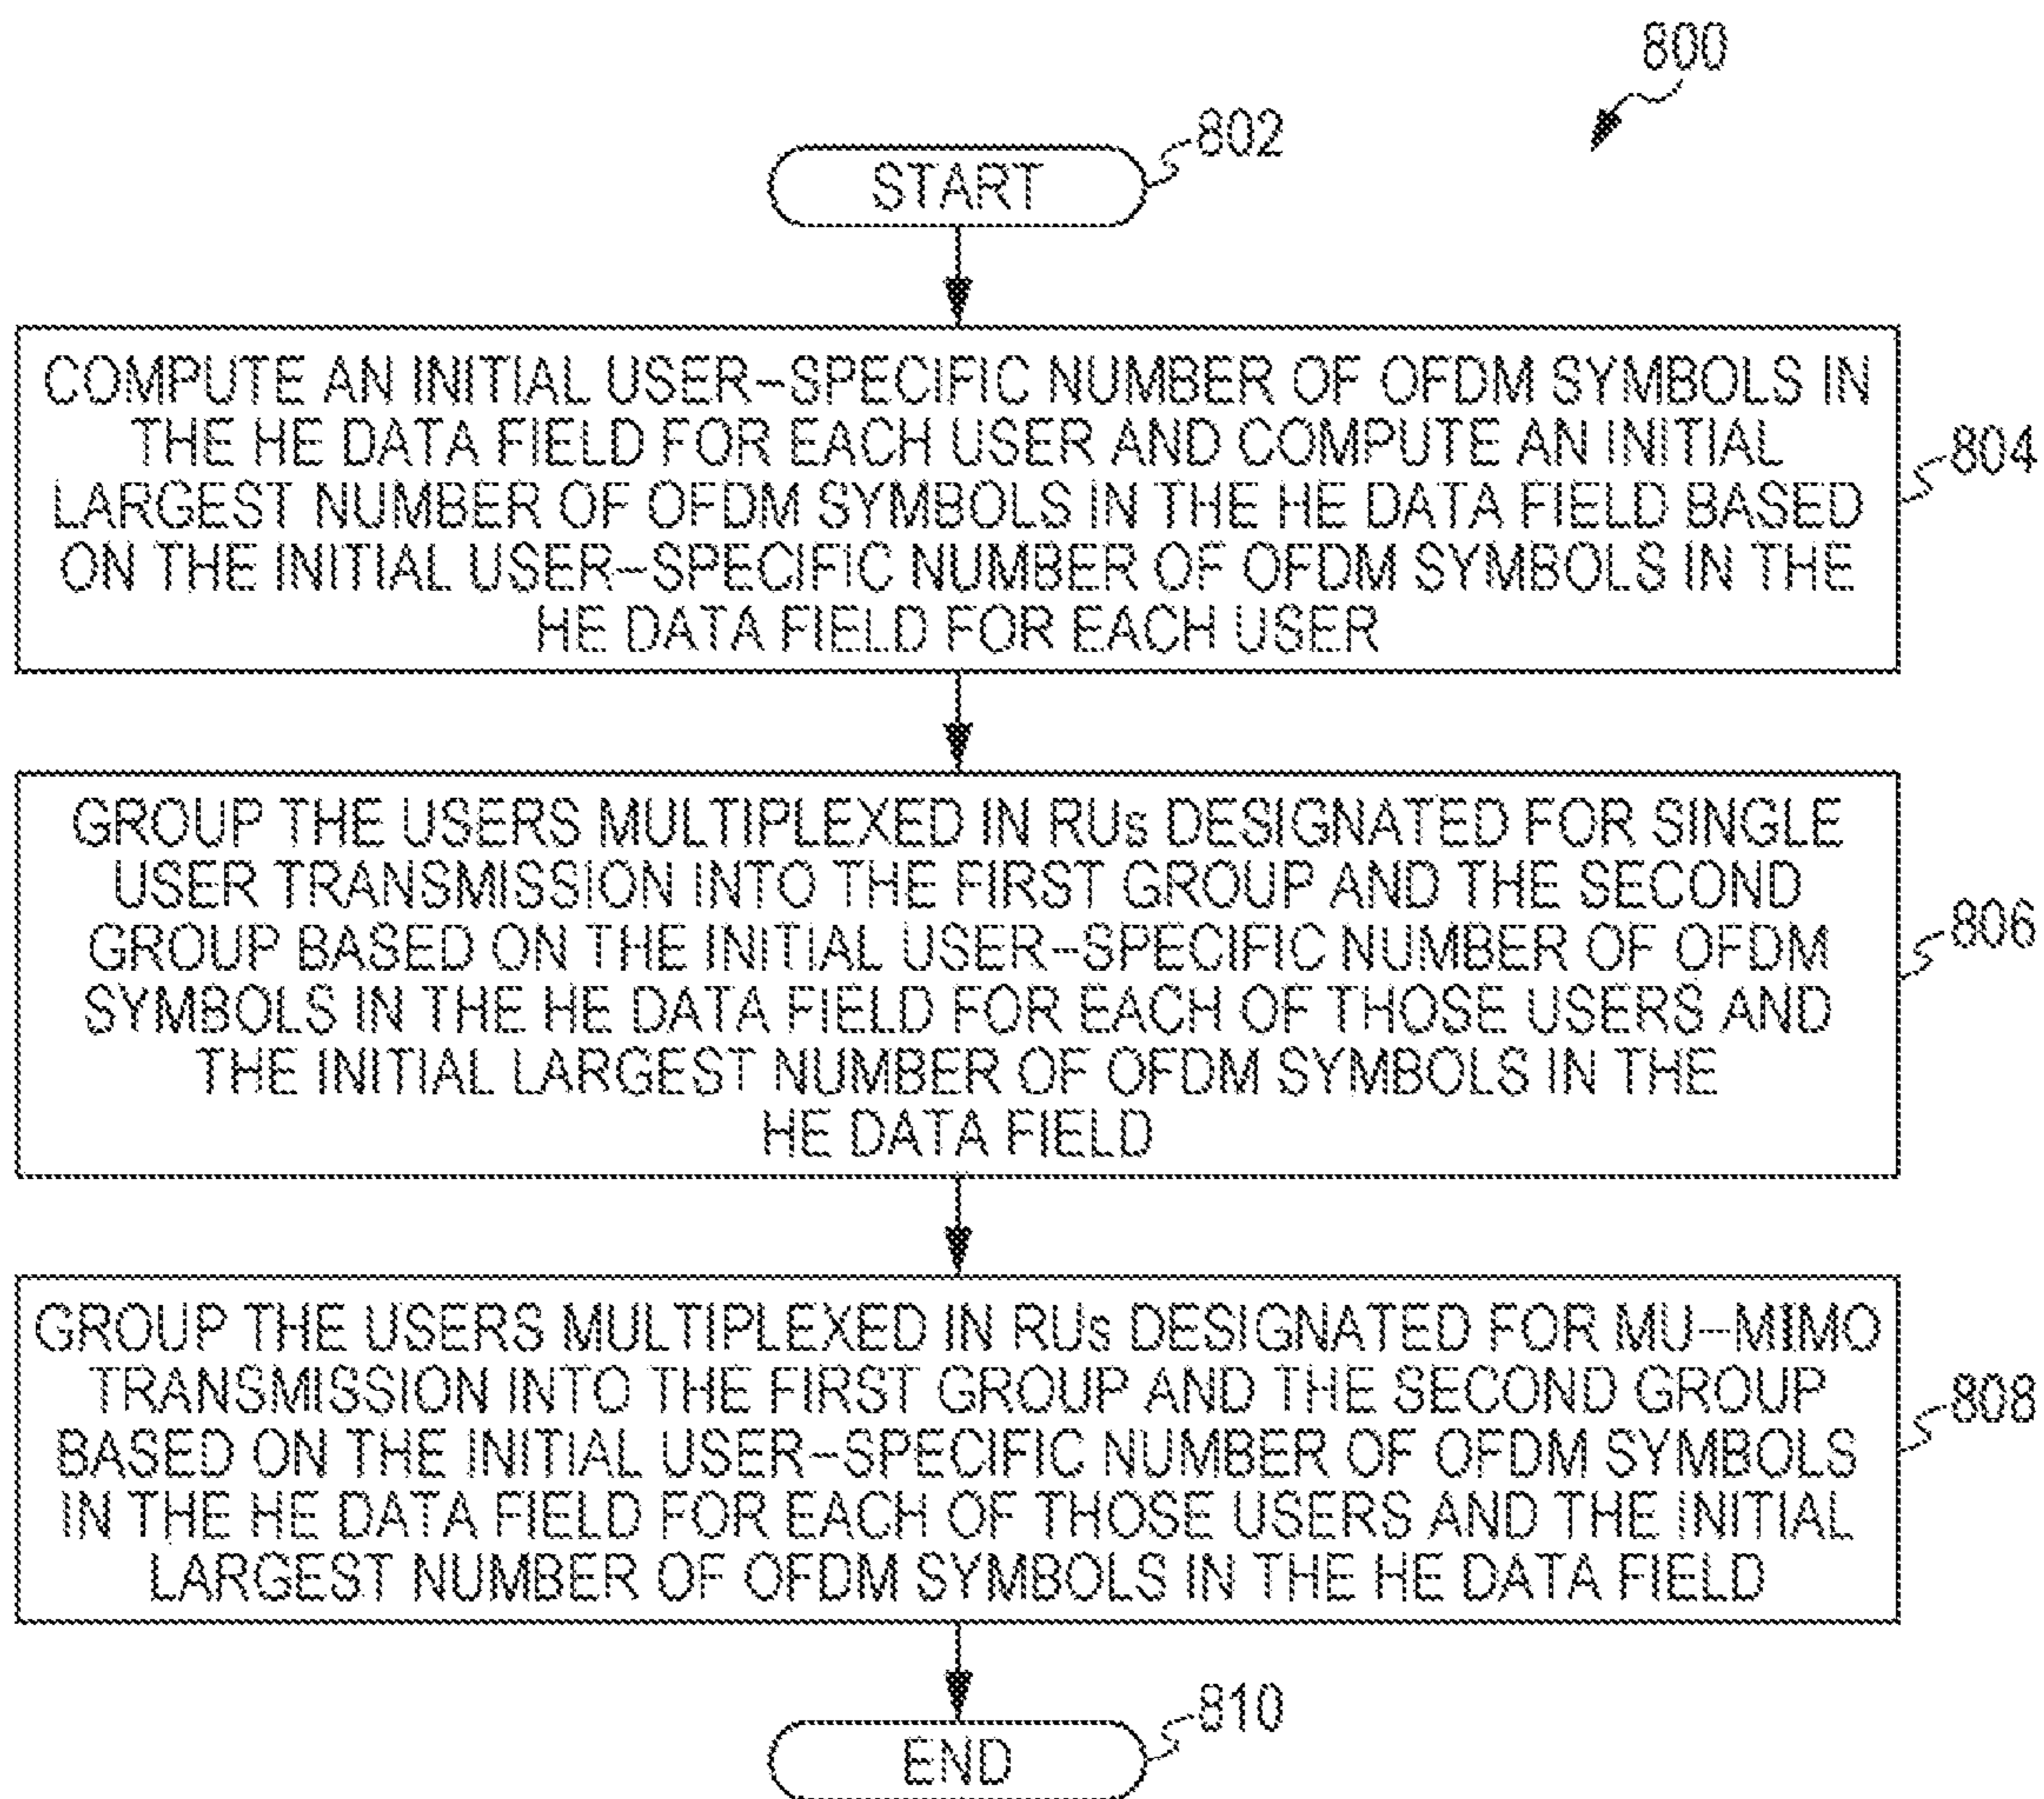 800
802
START
COMPUTE AN INITIAL USER-SPECIFIC NUMBER OF OFDM SYMBOLS IN
THE HE DATA FIELD FOR EACH USER AND COMPUTE AN INITIAL
LARGEST NUMBER OF OFDM SYMBOLS IN THE HE DATA FIELD BASED
ON THE INITIAL USER-SPECIFIC NUMBER OF OFDM SYMBOLS IN THE
HE DATA FIELD FOR EACH USER
804
GROUP THE USERS MULTIPLEXED IN RUs DESIGNATED FOR SINGLE
USER TRANSMISSION INTO THE FIRST GROUP AND THE SECOND
GROUP BASED ON THE INITIAL USER-SPECIFIC NUMBER OF OFDM
SYMBOLS IN THE HE DATA FIELD FOR EACH OF THOSE USERS AND
THE INITIAL LARGEST NUMBER OF OFDM SYMBOLS IN THE
HE DATA FIELD
806
GROUP THE USERS MULTIPLEXED IN RUs DESIGNATED FOR MU-MIMO
TRANSMISSION INTO THE FIRST GROUP AND THE SECOND GROUP
BASED ON THE INITIAL USER-SPECIFIC NUMBER OF OFDM SYMBOLS
IN THE HE DATA FIELD FOR EACH OF THOSE USERS AND THE INITIAL
LARGEST NUMBER OF OFDM SYMBOLS IN THE HE DATA FIELD
808
810
END